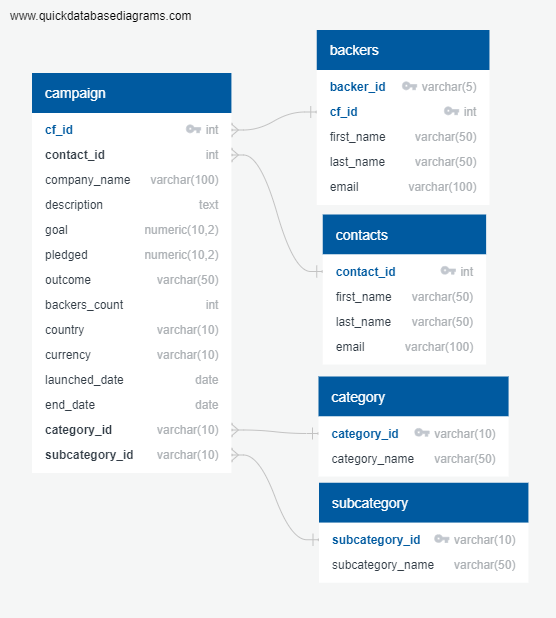 www.quickdatabasediagrams.com
campaign
cf_id int
contact_id int
company_name varchar(100)
description text
goal numeric(10,2)
pledged numeric(10,2)
outcome varchar(50)
backers_count int
country varchar(10)
currency varchar(10)
launched_date date
end_date date
category_id varchar(10)
subcategory_id varchar(10)
backers
backer_id varchar(5)
cf_id int
first_name varchar(50)
last_name varchar(50)
email varchar(100)
contacts
contact_id int
first_name varchar(50)
last_name varchar(50)
email varchar(100)
category
category_id varchar(10)
category_name varchar(50)
subcategory
subcategory_id varchar(10)
subcategory_name varchar(50)